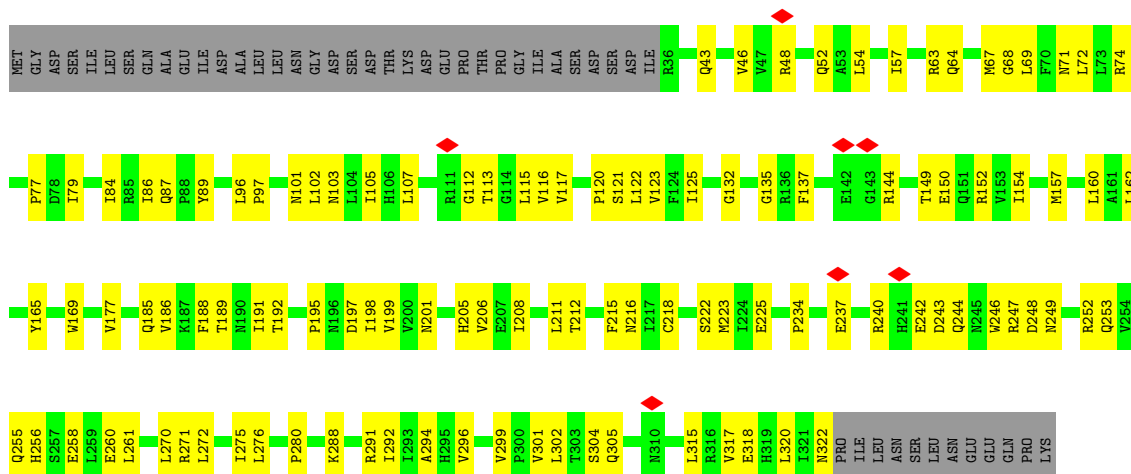 MET GLY ASP SER ILE LEU SER GLN ALA GLU ILE ASP ALA LEU LEU ASN GLY ASP SER ASP THR LYS ASP GLU PRO THR PRO GLY ILE ALA SER ASP SER ASP ILE R36 Q43 V46 V47 R48 Q52 A53 L54 I57 R63 Q64 M67 G68 L69 F70 N71 L72 L73 R74
P77 D78 I79 I84 R85 I86 Q87 P88 Y89 L96 P97 N101 L102 N103 L104 I105 H106 L107 R111 G112 T113 G114 L115 V116 V117 P120 S121 L122 V123 F124 I125 G132 G135 R136 F137 E142 G143 R144 T149 E150 Q151 R152 V153 I154 M157 L160 A161 L162
Y165 W169 V177 Q185 V186 K187 F188 T189 N190 I191 T192 P195 N196 D197 I198 V199 V200 N201 H205 V206 E207 I208 L211 T212 F215 N216 I217 C218 S222 M223 I224 E225 P234 E237 R240 H241 E242 D243 Q244 N245 W246 R247 D248 N249 R252 Q253 V254
Q255 H256 S257 E258 L259 E260 L261 L270 R271 L272 I275 L276 P280 K288 R291 I292 I293 A294 H295 V296 V299 P300 V301 L302 T303 S304 Q305 N310 L315 R316 V317 E318 H319 L320 I321 N322 PRO ILE LEU ASN SER LEU ASN GLU GLU GLN PRO LYS